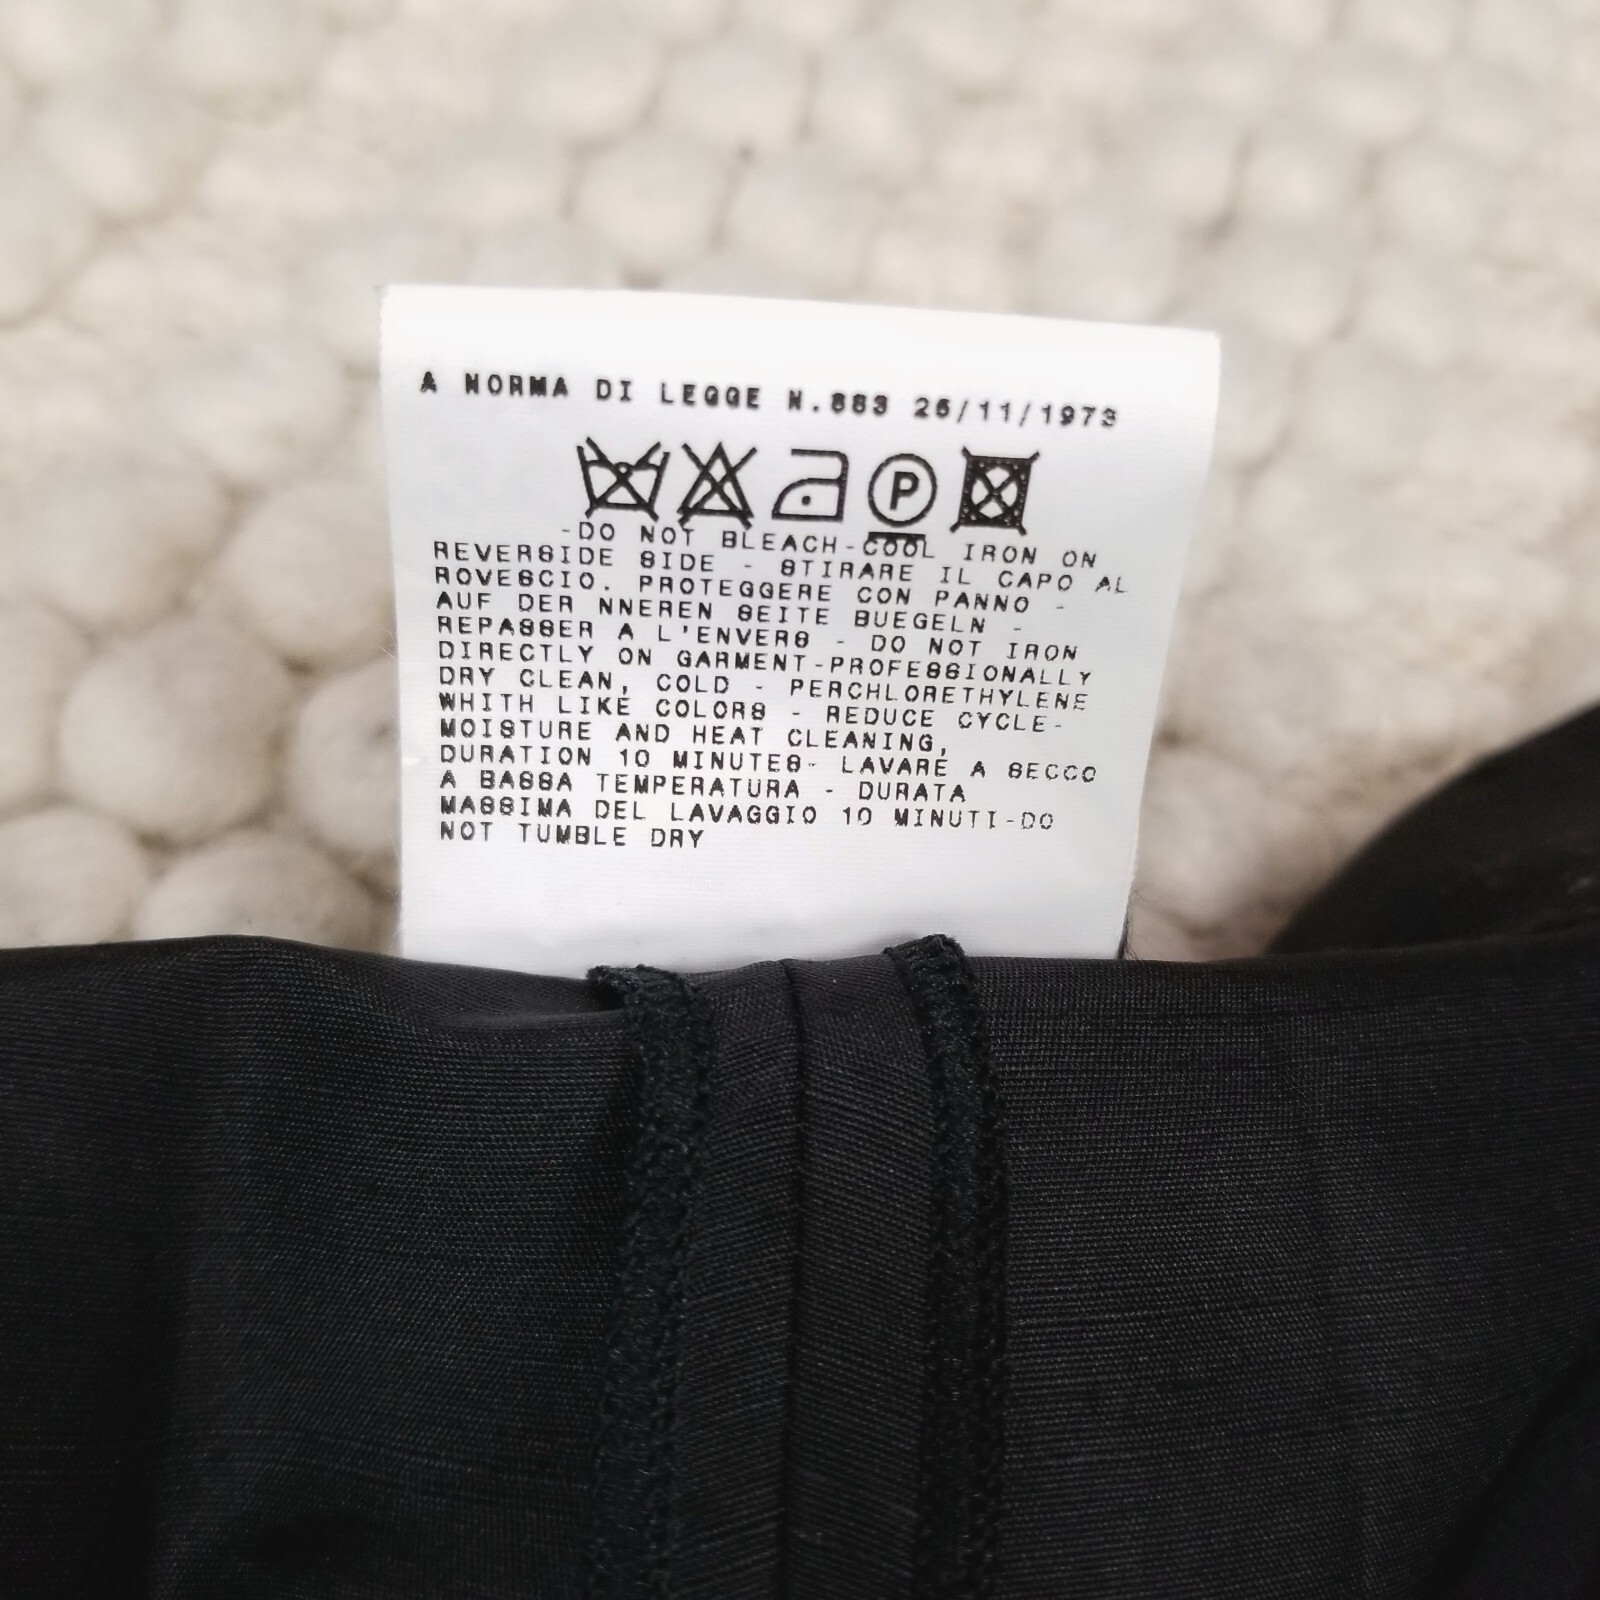 A NORMA DI LEGGE N.883 26/11/1973
P
-DO NOT BLEACH-COOL IRON ON
REVERSIDE SIDE - STIRARE IL CAPO AL
ROVESCIO. PROTEGGERE CON PANNO -
AUF DER NNEREN SEITE BUEGELN -
REPASSER A L'ENVERS - DO NOT IRON
DIRECTLY ON GARMENT-PROFESSIONALLY
DRY CLEAN, COLD - PERCHLORETHYLENE
WHITH LIKE COLORS - REDUCE CYCLE-
MOISTURE AND HEAT CLEANING,
DURATION 10 MINUTES- LAVARE A SECCO
A BASSA TEMPERATURA - DURATA
MASSIMA DEL LAVAGGIO 10 MINUTI-DO
NOT TUMBLE DRY